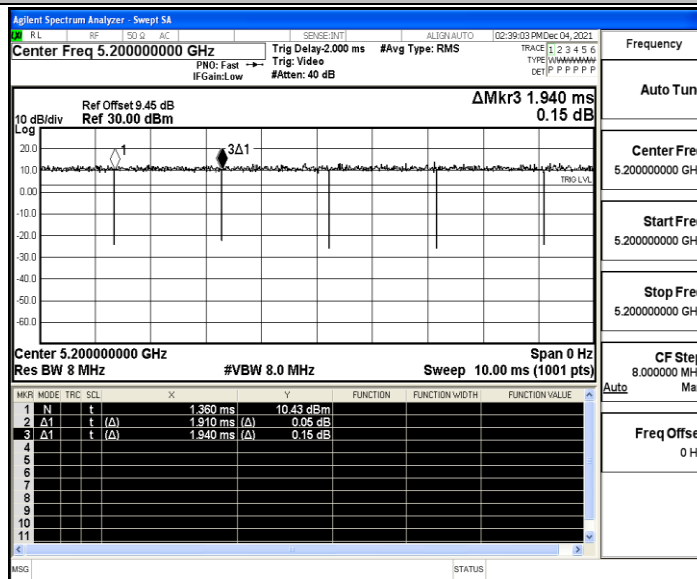 Agilent Spectrum Analyzer - Swept SA
RL RF 50 Ω AC SENSE:INT ALIGN AUTO 02:39:03 PM Dec 04, 2021
Center Freq 5.200000000 GHz
PNO: Fast
IFGain:Low
Trig Delay-2.000 ms
Trig: Video
#Atten: 40 dB
#Avg Type: RMS
TRACE 1 2 3 4 5 6
TYPE
DET P P P P P P
ΔMkr3 1.940 ms
0.15 dB
Ref Offset 9.45 dB
10 dB/div Ref 30.00 dBm
Log
20.0
10.0
0.00
-10.0
-20.0
-30.0
-40.0
-50.0
-60.0
1
3Δ1
TRIG LVL
Center 5.200000000 GHz Span 0 Hz
Res BW 8 MHz #VBW 8.0 MHz Sweep 10.00 ms (1001 pts)
MKR MODE TRC SCL X Y FUNCTION FUNCTION WIDTH FUNCTION VALUE
1 N t 1.360 ms 10.43 dBm
2 Δ1 t (Δ) 1.910 ms (Δ) 0.05 dB
3 Δ1 t (Δ) 1.940 ms (Δ) 0.15 dB
4
5
6
7
8
9
10
11
MSG STATUS
Frequency
Auto Tun
Center Fre
5.200000000 GH
Start Fre
5.200000000 GH
Stop Fre
5.200000000 GH
CF Step
8.000000 MH
Auto Ma
Freq Offse
0 H